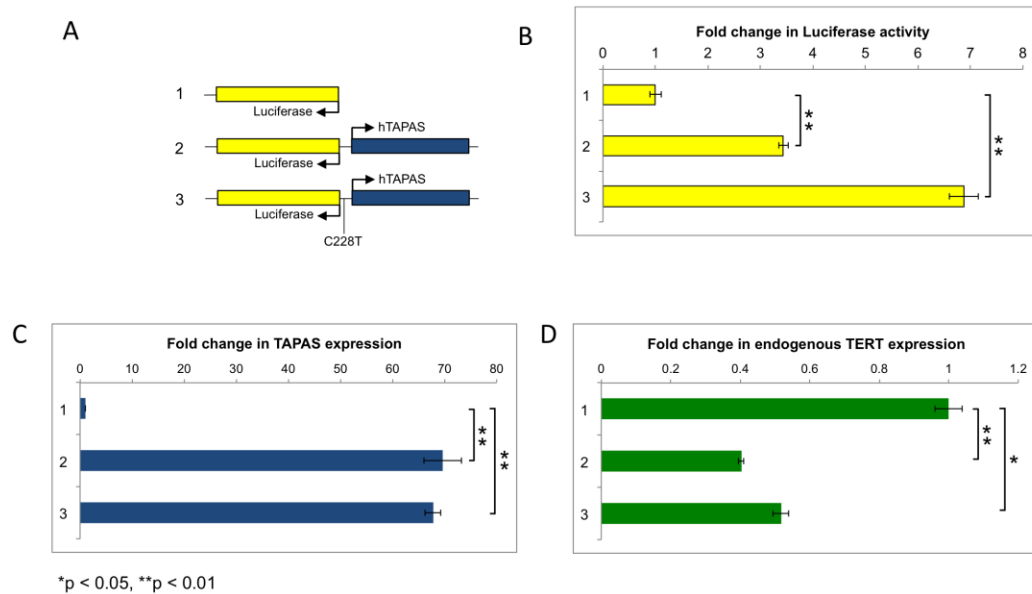 A
1
Luciferase
hTAPAS
2
Luciferase
hTAPAS
3
Luciferase
C228T
B
Fold change in Luciferase activity
0 1 2 3 4 5 6 7 8
1
2
3
**
**
C
Fold change in TAPAS expression
0 10 20 30 40 50 60 70 80
1
2
3
**
**
D
Fold change in endogenous TERT expression
0 0.2 0.4 0.6 0.8 1 1.2
1
2
3
**
*
*p < 0.05, **p < 0.01